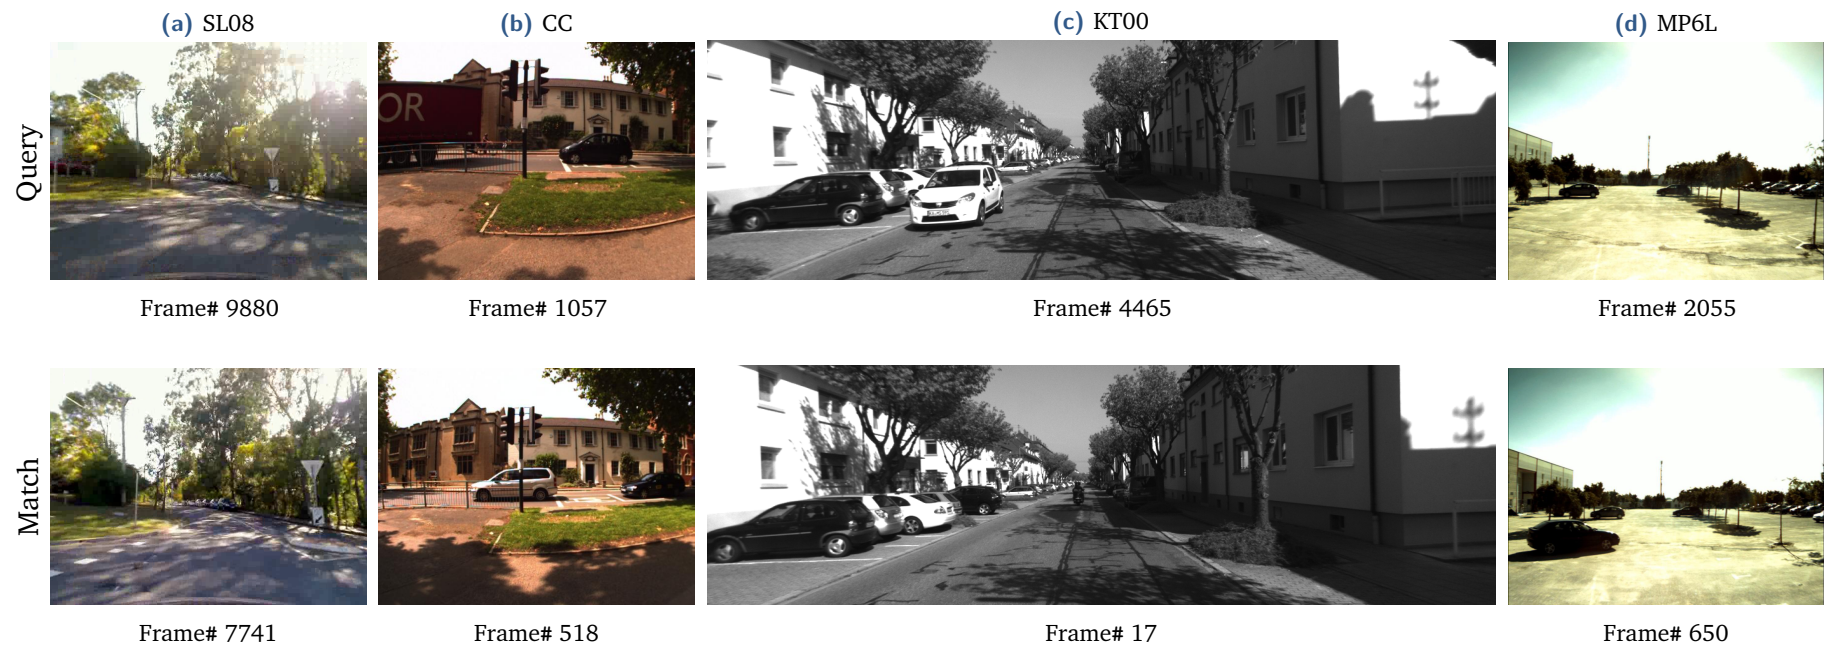 (a) SL08
(b) CC
(c) KT00
(d) MP6L
Query
OR
Frame# 9880
Frame# 1057
Frame# 4465
Frame# 2055
Match
Frame# 7741
Frame# 518
Frame# 17
Frame# 650